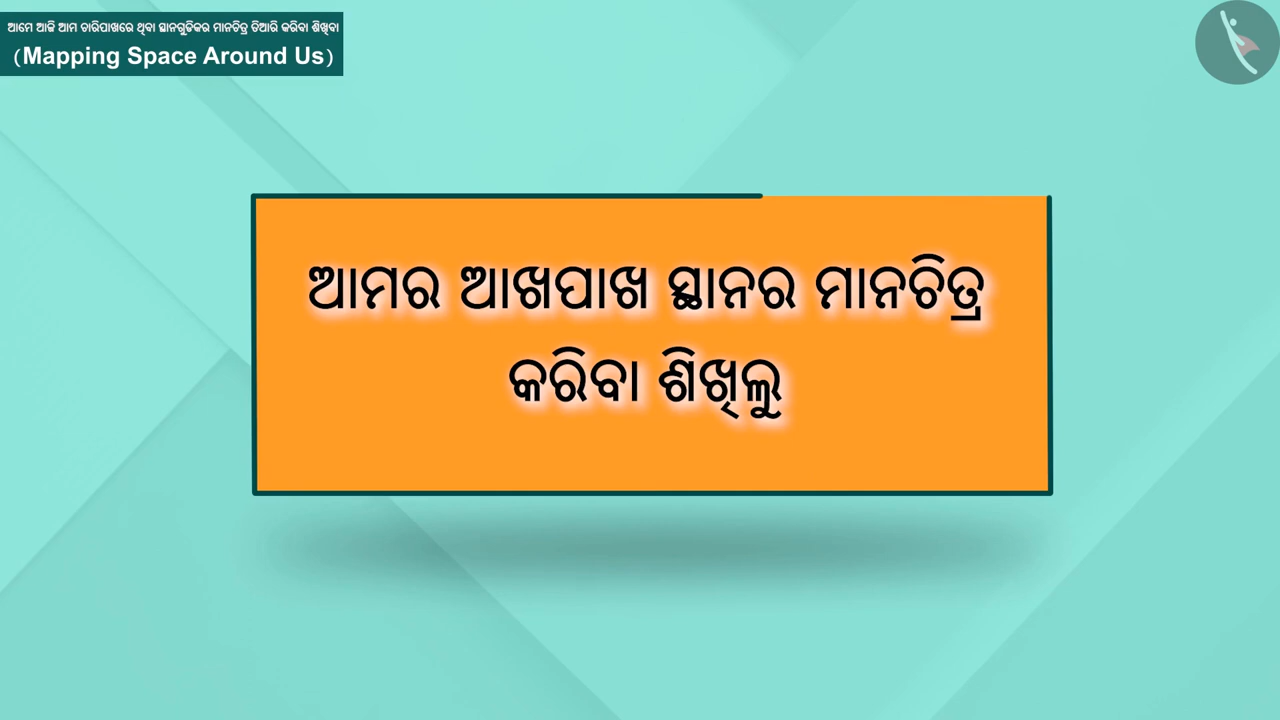 ଆମେ ଆଜି ଆମ ଚାରିପାଖରେ ଥିବା ସ୍ଥାନଗୁଡିକର ମାନଚିତ୍ର ତିଆରି କରିବା ଶିଖିବା
(Mapping Space Around Us)
ଆମର ଆଖପାଖ ସ୍ଥାନର ମାନଚିତ୍ର
କରିବା ଶିଖିଲୁ